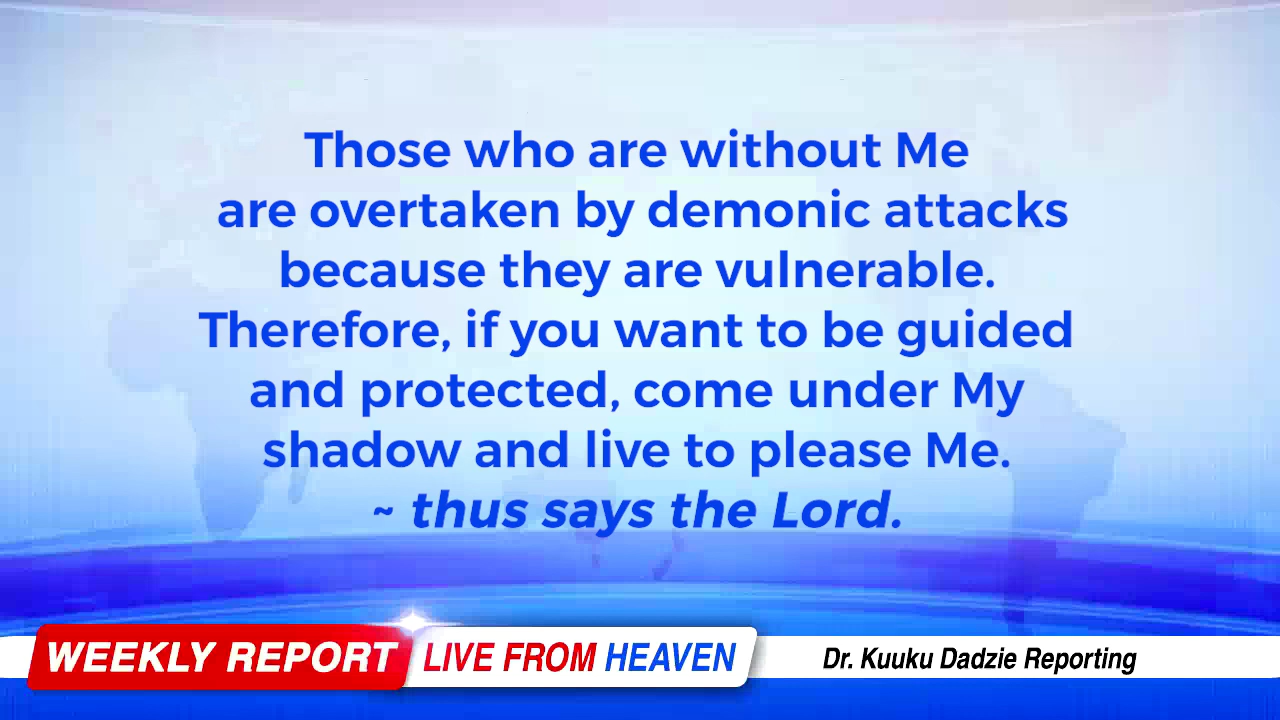 Those who are without Me
are overtaken by demonic attacks
because they are vulnerable.
Therefore, if you want to be guided
and protected, come under My
shadow and live to please Me.
~ thus says the Lord.
WEEKLY REPORT LIVE FROM HEAVEN Dr. Kuuku Dadzie Reporting